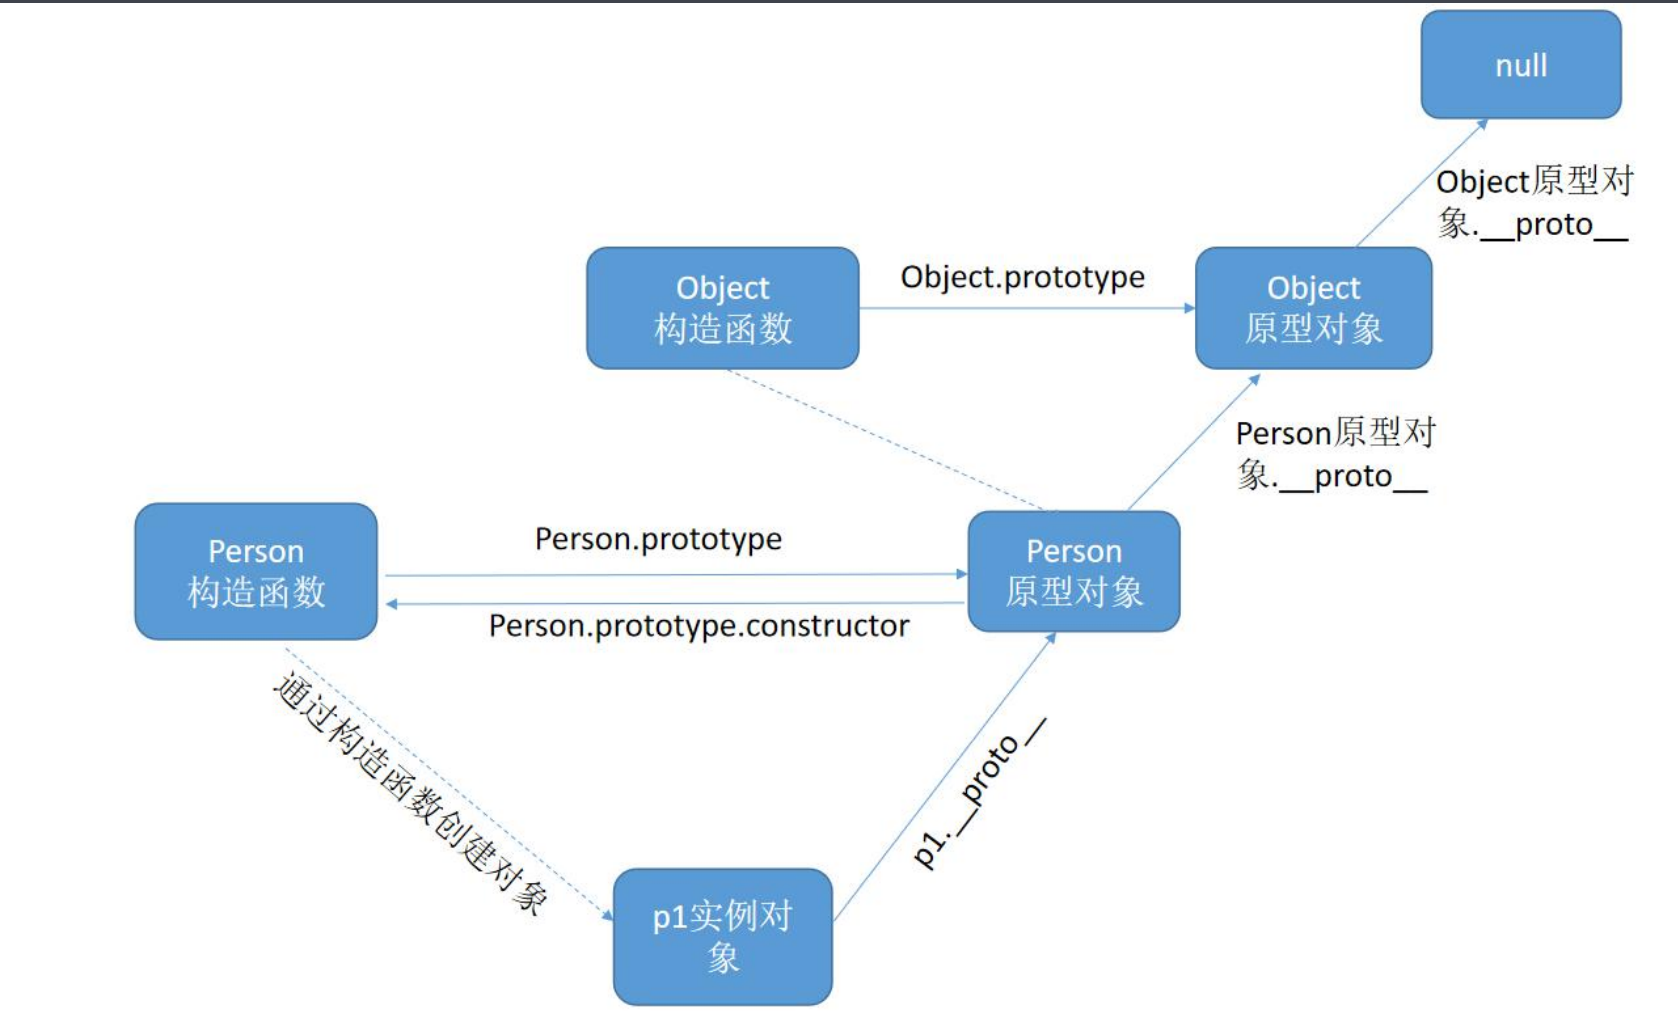 null
Object原型对
象.__proto__
Object
构造函数
Object.prototype
Object
原型对象
Person原型对
象.__proto__
Person
构造函数
Person.prototype
Person.prototype.constructor
Person
原型对象
通过构造函数创建对象
p1.__proto__
p1实例对
象